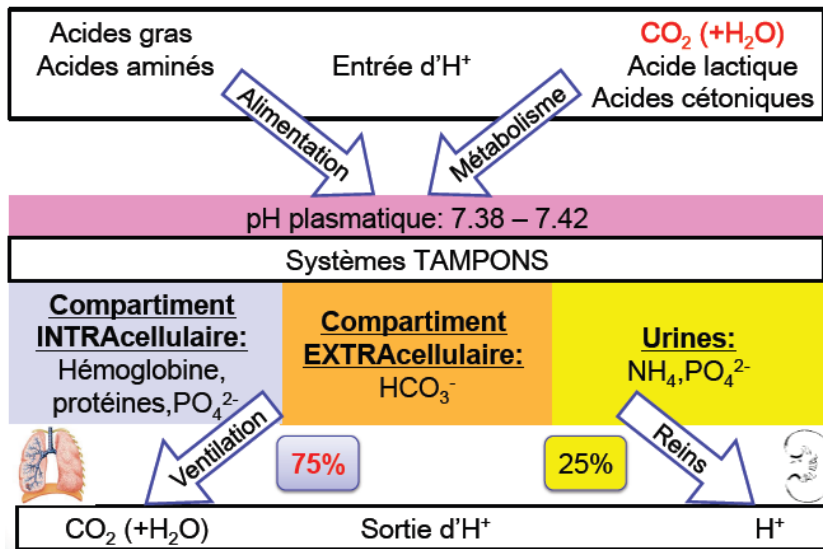 Acides gras
Acides aminés
Entrée d'H⁺
CO₂ (+H₂O)
Acide lactique
Acides cétoniques
Alimentation
Métabolisme
pH plasmatique: 7.38 – 7.42
Systèmes TAMPONS
Compartiment
INTRAcellulaire:
Hémoglobine,
protéines,PO₄²⁻
Compartiment
EXTRAcellulaire:
HCO₃⁻
Urines:
NH₄,PO₄²⁻
Ventilation
75%
25%
Reins
CO₂ (+H₂O)
Sortie d'H⁺
H⁺